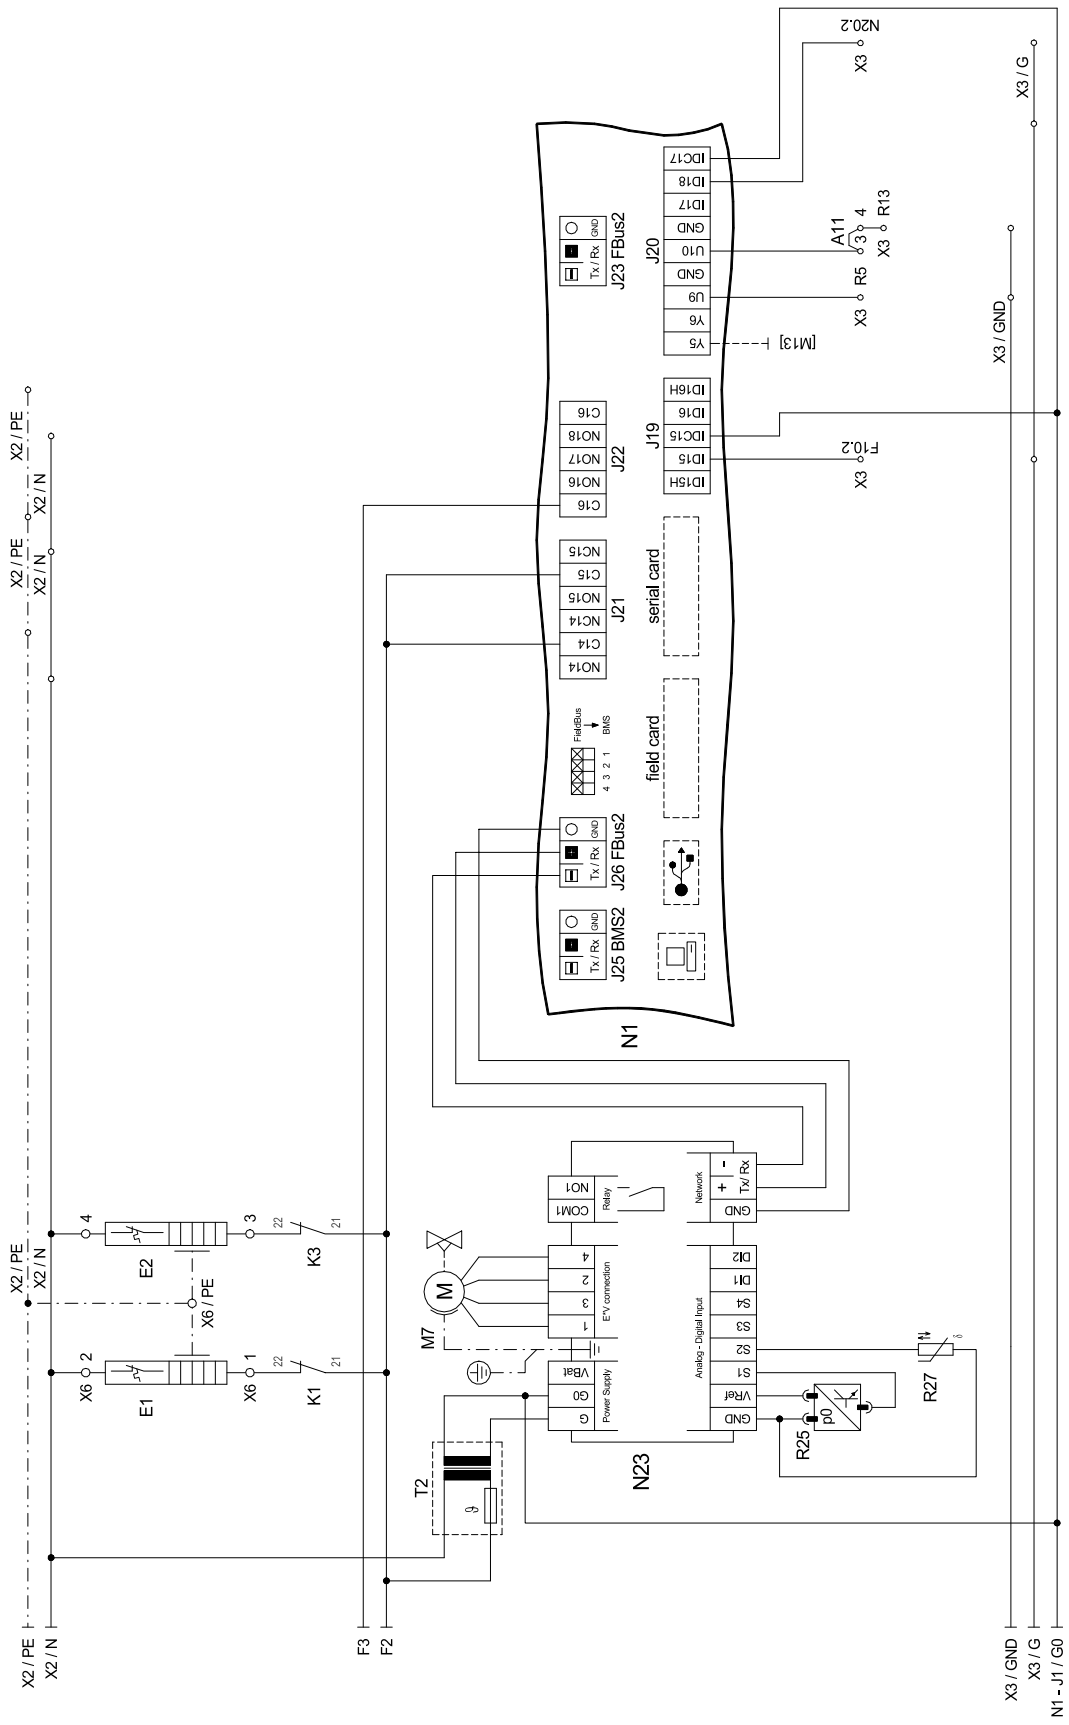 X2 / PE
X2 / N
X2 / PE
X2 / N
X2 / PE
X2 / N
X2 / PE
X2 / N
X6
2
E1
X6
1
22
21
K1
4
E2
3
22
21
K3
X6 / PE
F3
F2
T2
ϑ
M7
M
N23
G
G0
VBat
Power Supply
1
3
2
4
E*V connection
COM1
NO1
Relay
GND
VRef
S1
S2
S3
S4
DI1
DI2
Analog - Digital Input
GND
+
-
Tx/ Rx
Network
R25
p0
R27
δ
N1
J25 BMS2
Tx / Rx
GND
J26 FBus2
Tx / Rx
GND
4 3 2 1
FieldBus
BMS
field card
serial card
J21
NO14
C14
NC14
NO15
C15
NC15
J22
C16
NO16
NO17
NO18
C16
J23 FBus2
Tx / Rx
GND
J19
ID15H
ID15
IDC15
ID16
ID16H
J20
Y5
Y6
U9
GND
U10
GND
ID17
ID18
IDC17
[M13]
X3
F10.2
X3
R5
A11
3
4
X3
R13
X3
N20.2
X3 / GND
X3 / G
X3 / GND
X3 / G
N1 - J1 / G0